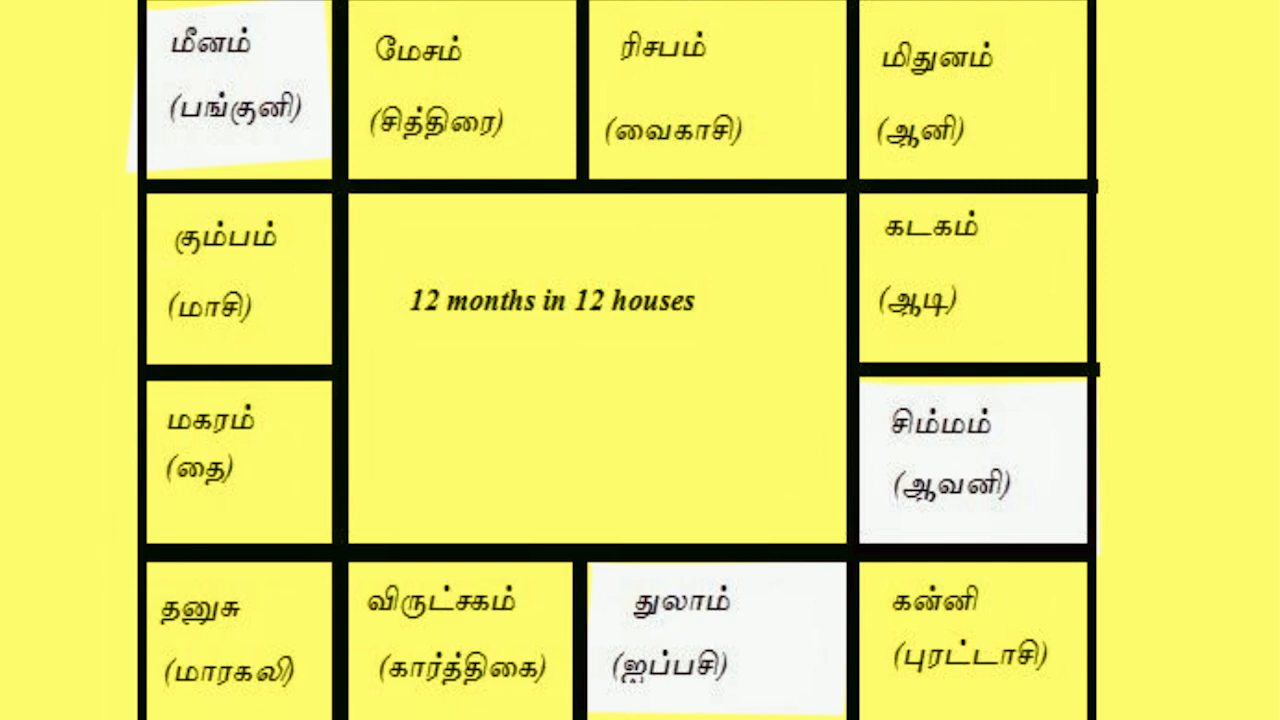 மீனம்
(பங்குனி)
மேசம்
(சித்திரை)
ரிசபம்
(வைகாசி)
மிதுனம்
(ஆனி)
கும்பம்
(மாசி)
12 months in 12 houses
கடகம்
(ஆடி)
மகரம்
(தை)
சிம்மம்
(ஆவனி)
தனுசு
(மாரகலி)
விருட்சகம்
(கார்த்திகை)
துலாம்
(ஐப்பசி)
கன்னி
(புரட்டாசி)